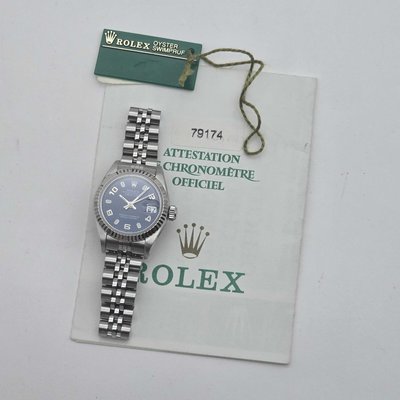 ROLEX OYSTER
SWIMPRUF
79174
ATTESTATION
CHRONOMÈTRE
OFFICIEL
ROLEX